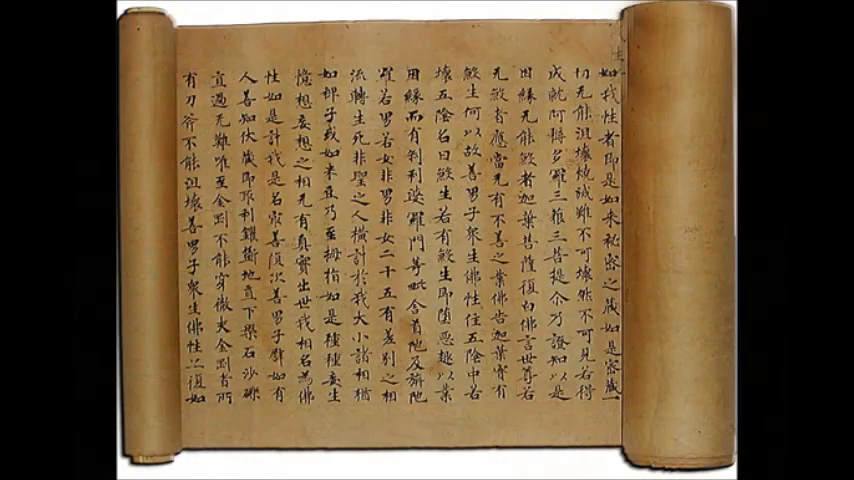 如我性者即是如來祕密之藏如是密藏一
切无能沮壞燒滅雖不可壞然不可見若得
成就阿耨多羅三藐三菩提介乃證知以是
因緣无能煞者迦葉菩薩復白佛言世尊若
无煞者應當无有不善之業佛告迦葉實有
煞生何以故善男子衆生佛性住五陰中若
壞五陰名曰煞生若有煞生即墮惡趣以業
因緣而有剎利婆羅門等毗舍首陁及旃陁
羅若男若女非男非女二十五有差別之相
流轉生死非聖之人橫計於我大小諸相猶
如稗子或如米豆乃至拇指如是種種妄生
憶想妄想之相无有真實出世我相名為佛
性如是計我是名最善復次善男子譬如有
人善知伏藏即取利钁斲地直下磐石沙礫
直過无難唯至金剛不能穿徹夫金剛者所
有刀斧不能沮壞善男子衆生佛性亦復如